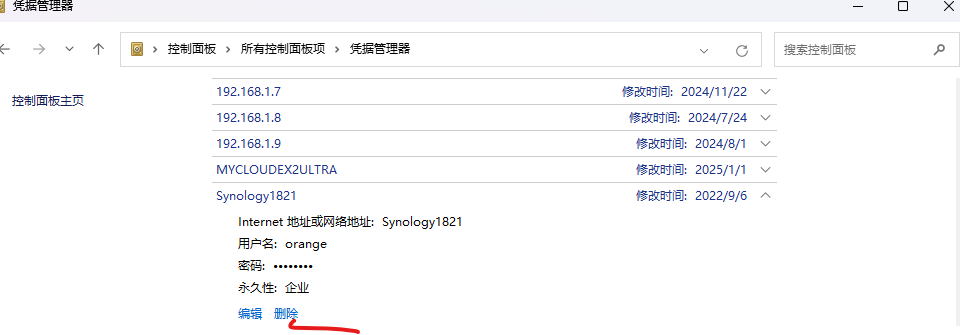 凭据管理器
控制面板 所有控制面板项 凭据管理器
搜索控制面板
控制面板主页
192.168.1.7 修改时间: 2024/11/22
192.168.1.8 修改时间: 2024/7/24
192.168.1.9 修改时间: 2024/8/1
MYCLOUDEX2ULTRA 修改时间: 2025/1/1
Synology1821 修改时间: 2022/9/6
Internet 地址或网络地址: Synology1821
用户名: orange
密码: ••••••••
永久性: 企业
编辑 删除